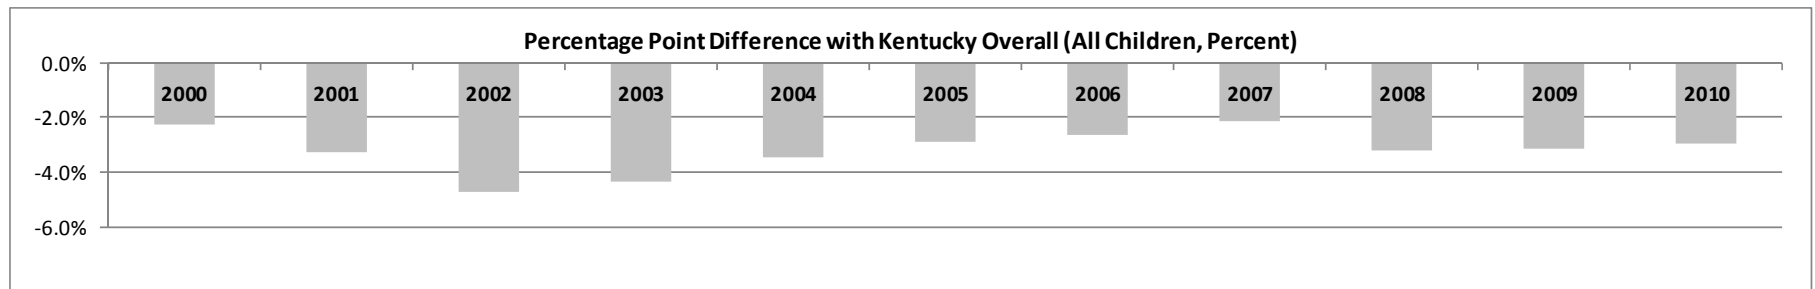 Percentage Point Difference with Kentucky Overall (All Children, Percent)
0.0%
2000 2001 2002 2003 2004 2005 2006 2007 2008 2009 2010
-2.0%
-4.0%
-6.0%